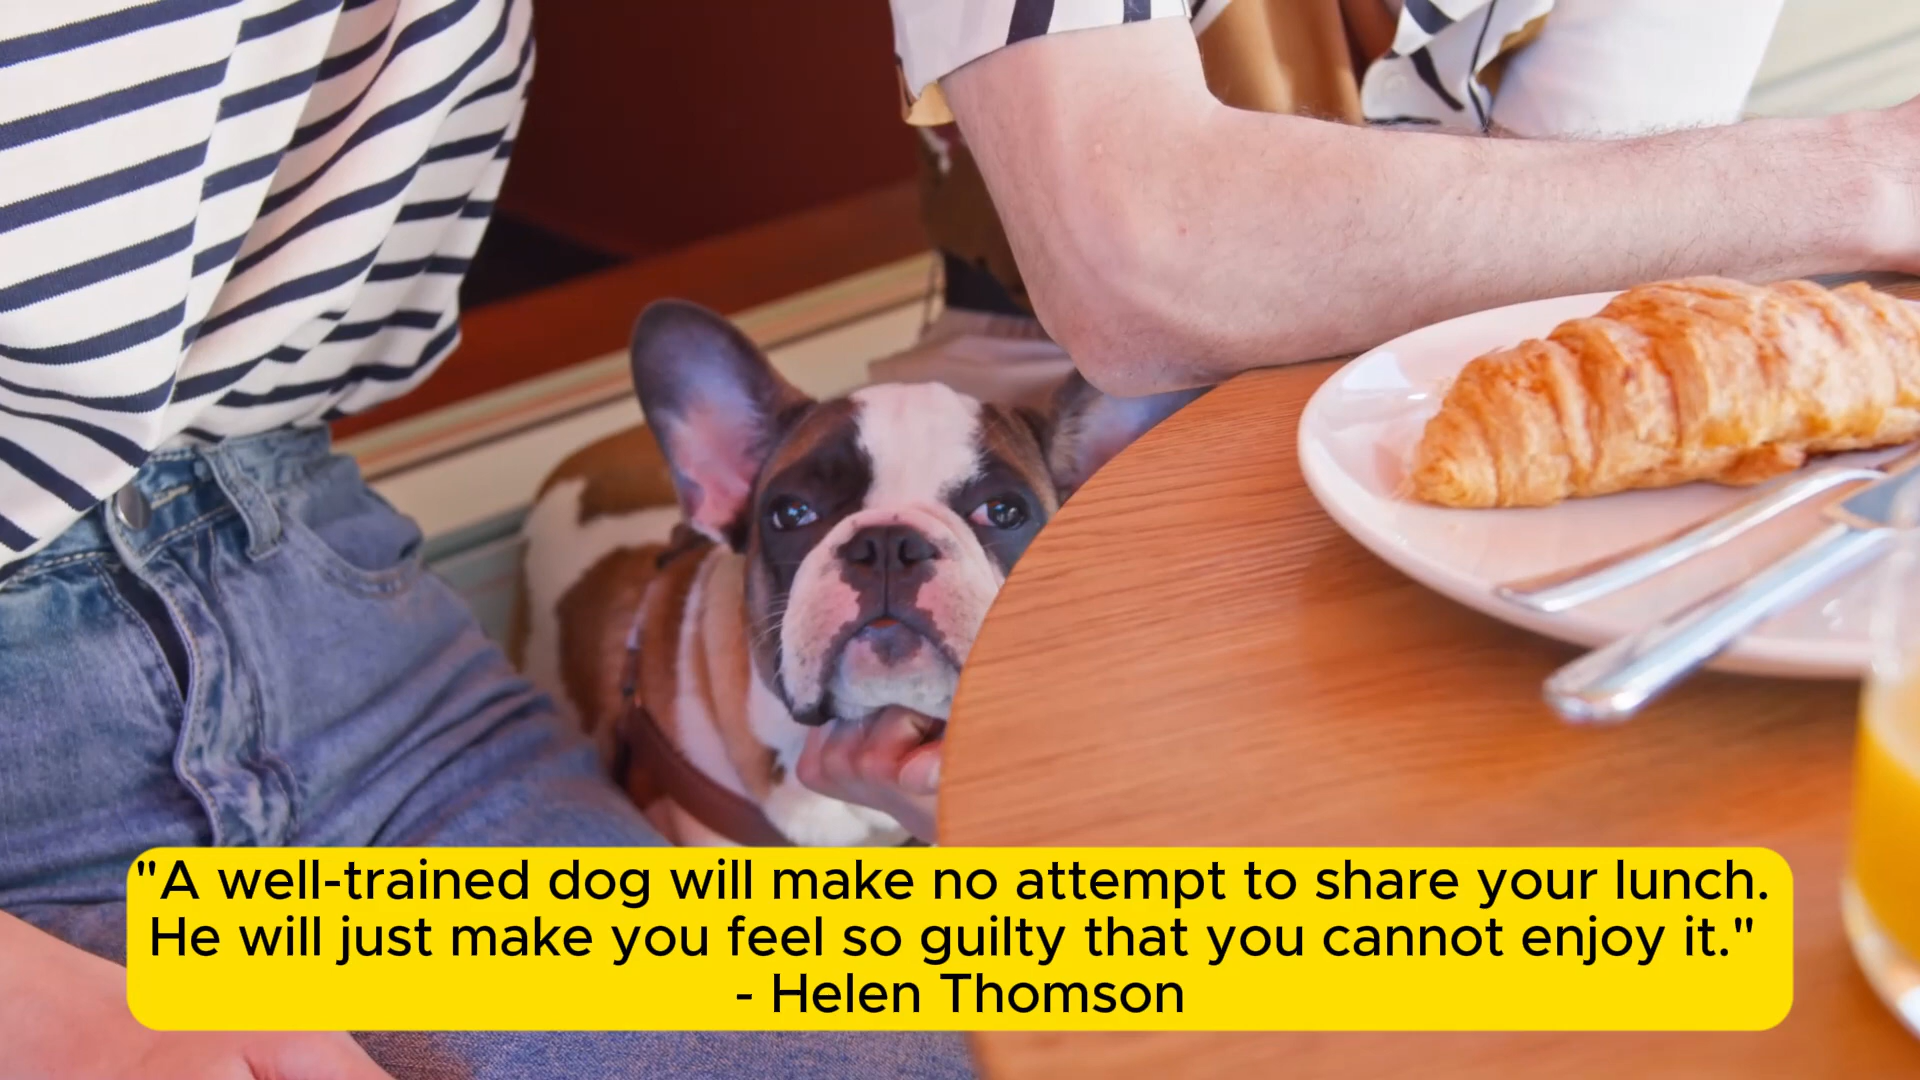 "A well-trained dog will make no attempt to share your lunch.
He will just make you feel so guilty that you cannot enjoy it."
- Helen Thomson